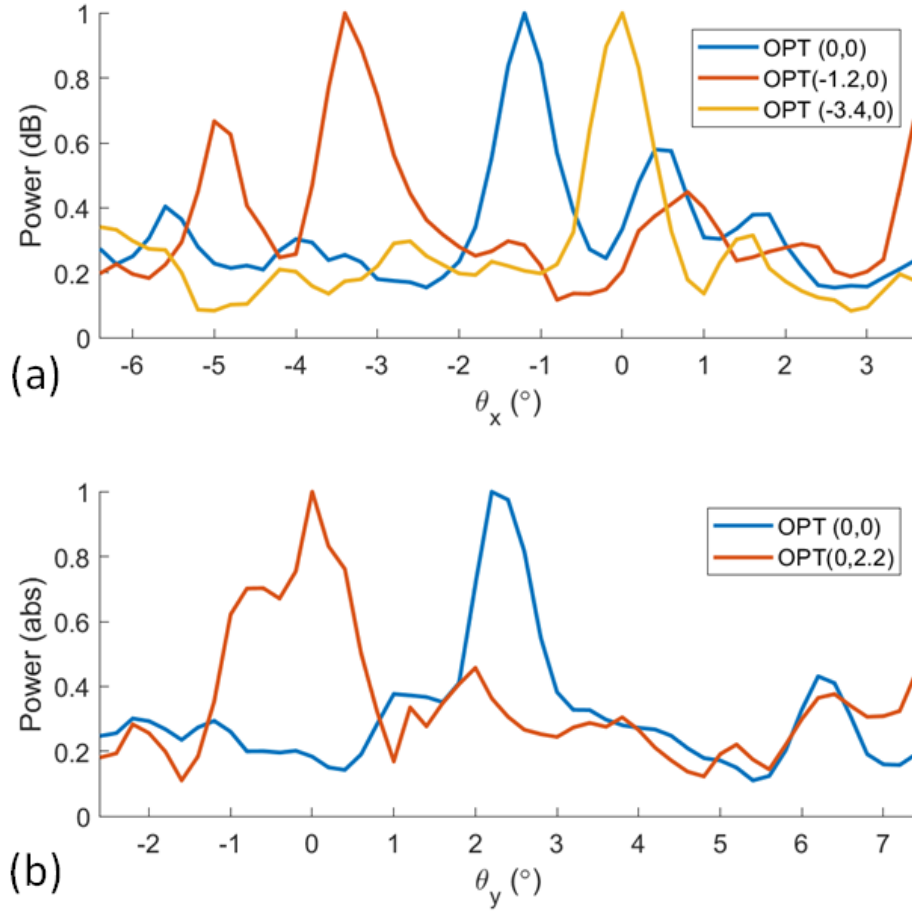 1
0.8
0.6
0.4
0.2
0
Power (dB)
OPT (0,0)
OPT(-1.2,0)
OPT (-3.4,0)
-6 -5 -4 -3 -2 -1 0 1 2 3
θx (°)
(a)
1
0.8
0.6
0.4
0.2
0
Power (abs)
OPT (0,0)
OPT(0,2.2)
-2 -1 0 1 2 3 4 5 6 7
θy (°)
(b)